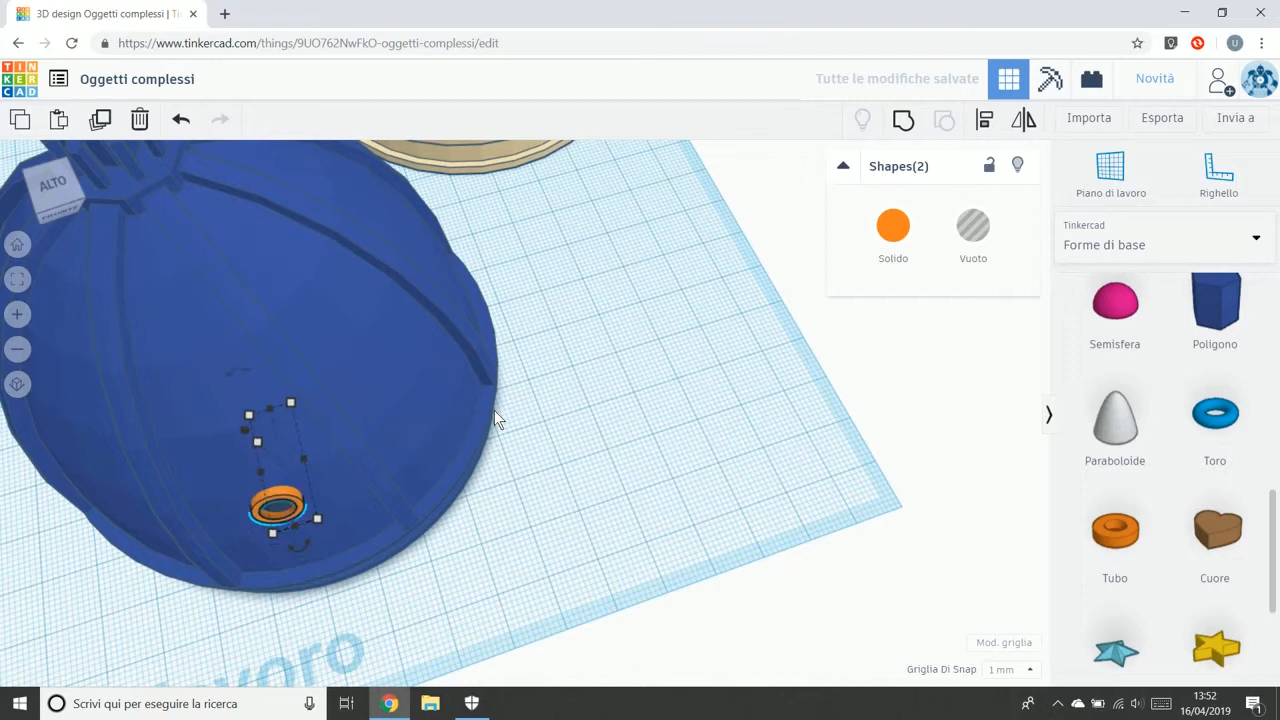 3D design Oggetti complessi | Ti
https://www.tinkercad.com/things/9UO762NwFkO-oggetti-complessi/edit
U
TIN
KER
CAD
Oggetti complessi
Tutte le modifiche salvate
Novità
Importa
Esporta
Invia a
ALTO
Shapes(2)
Solido
Vuoto
Piano di lavoro
Righello
Tinkercad
Forme di base
Semisfera
Poligono
Paraboloide
Toro
Tubo
Cuore
Mod. griglia
Griglia Di Snap
1 mm
Scrivi qui per eseguire la ricerca
13:52
16/04/2019
1